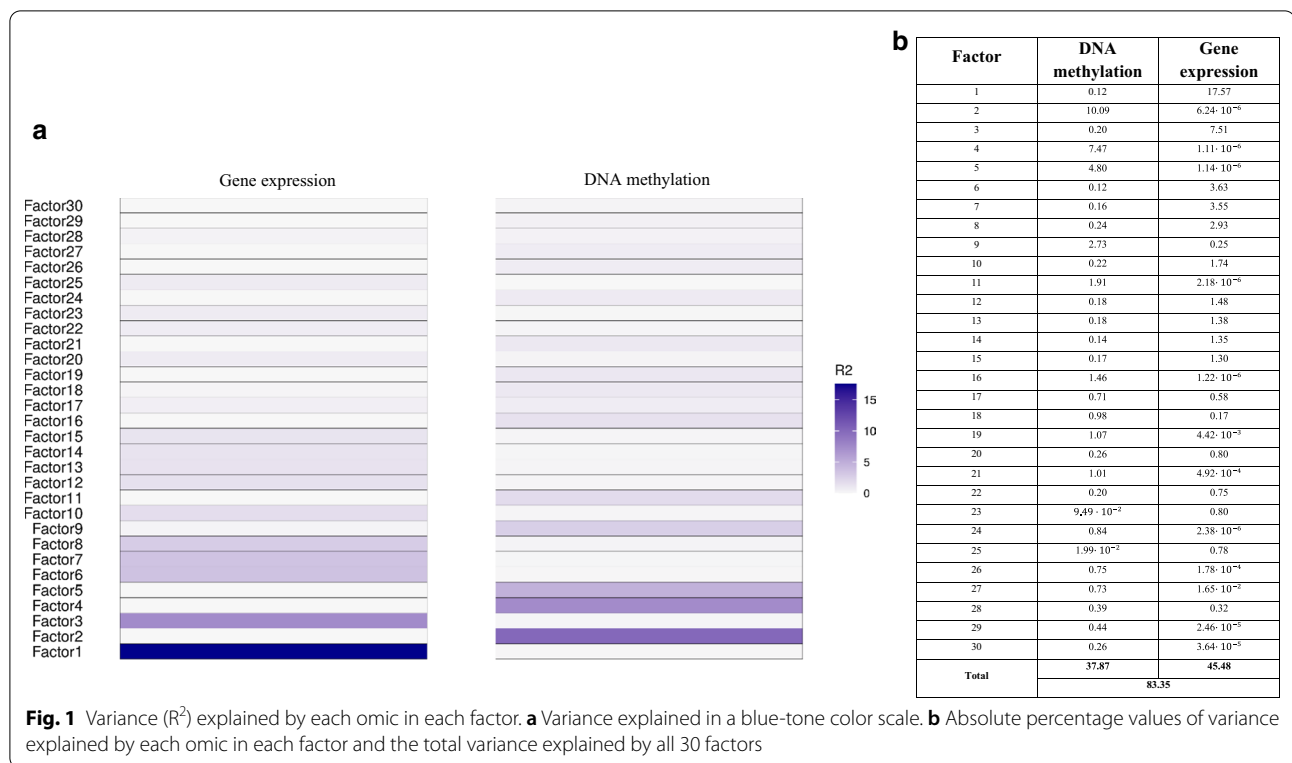 a
Gene expression DNA methylation
Factor30
Factor29
Factor28
Factor27
Factor26
Factor25
Factor24
Factor23
Factor22
Factor21
Factor20
Factor19
Factor18
Factor17
Factor16
Factor15
Factor14
Factor13
Factor12
Factor11
Factor10
Factor9
Factor8
Factor7
Factor6
Factor5
Factor4
Factor3
Factor2
Factor1
R2
15
10
5
0
b
Factor DNA methylation Gene expression
1 0.12 17.57
2 10.09 6.24· 10⁻⁶
3 0.20 7.51
4 7.47 1.11· 10⁻⁶
5 4.80 1.14· 10⁻⁶
6 0.12 3.63
7 0.16 3.55
8 0.24 2.93
9 2.73 0.25
10 0.22 1.74
11 1.91 2.18· 10⁻⁶
12 0.18 1.48
13 0.18 1.38
14 0.14 1.35
15 0.17 1.30
16 1.46 1.22· 10⁻⁶
17 0.71 0.58
18 0.98 0.17
19 1.07 4.42· 10⁻³
20 0.26 0.80
21 1.01 4.92· 10⁻⁴
22 0.20 0.75
23 9.49 · 10⁻² 0.80
24 0.84 2.38· 10⁻⁶
25 1.99· 10⁻² 0.78
26 0.75 1.78· 10⁻⁴
27 0.73 1.65· 10⁻²
28 0.39 0.32
29 0.44 2.46· 10⁻⁵
30 0.26 3.64· 10⁻⁵
Total 37.87 45.48
83.35
Fig. 1 Variance (R²) explained by each omic in each factor. a Variance explained in a blue-tone color scale. b Absolute percentage values of variance
explained by each omic in each factor and the total variance explained by all 30 factors